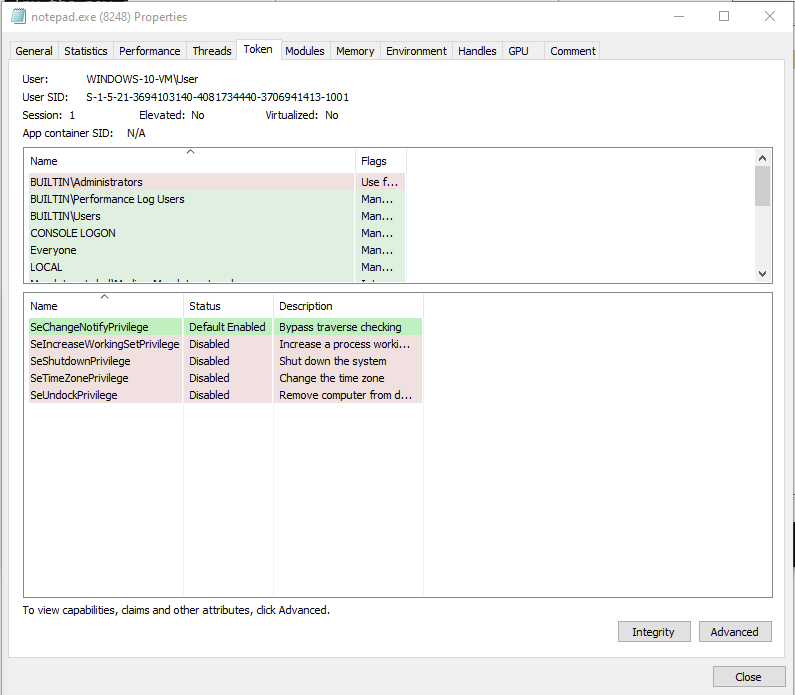 notepad.exe (8248) Properties
General Statistics Performance Threads Token Modules Memory Environment Handles GPU Comment
User: WINDOWS-10-VM\User
User SID: S-1-5-21-3694103140-4081734440-3706941413-1001
Session: 1 Elevated: No Virtualized: No
App container SID: N/A
Name Flags
BUILTIN\Administrators Use f...
BUILTIN\Performance Log Users Man...
BUILTIN\Users Man...
CONSOLE LOGON Man...
Everyone Man...
LOCAL Man...
Name Status Description
SeChangeNotifyPrivilege Default Enabled Bypass traverse checking
SeIncreaseWorkingSetPrivilege Disabled Increase a process worki...
SeShutdownPrivilege Disabled Shut down the system
SeTimeZonePrivilege Disabled Change the time zone
SeUndockPrivilege Disabled Remove computer from d...
To view capabilities, claims and other attributes, click Advanced.
Integrity Advanced
Close